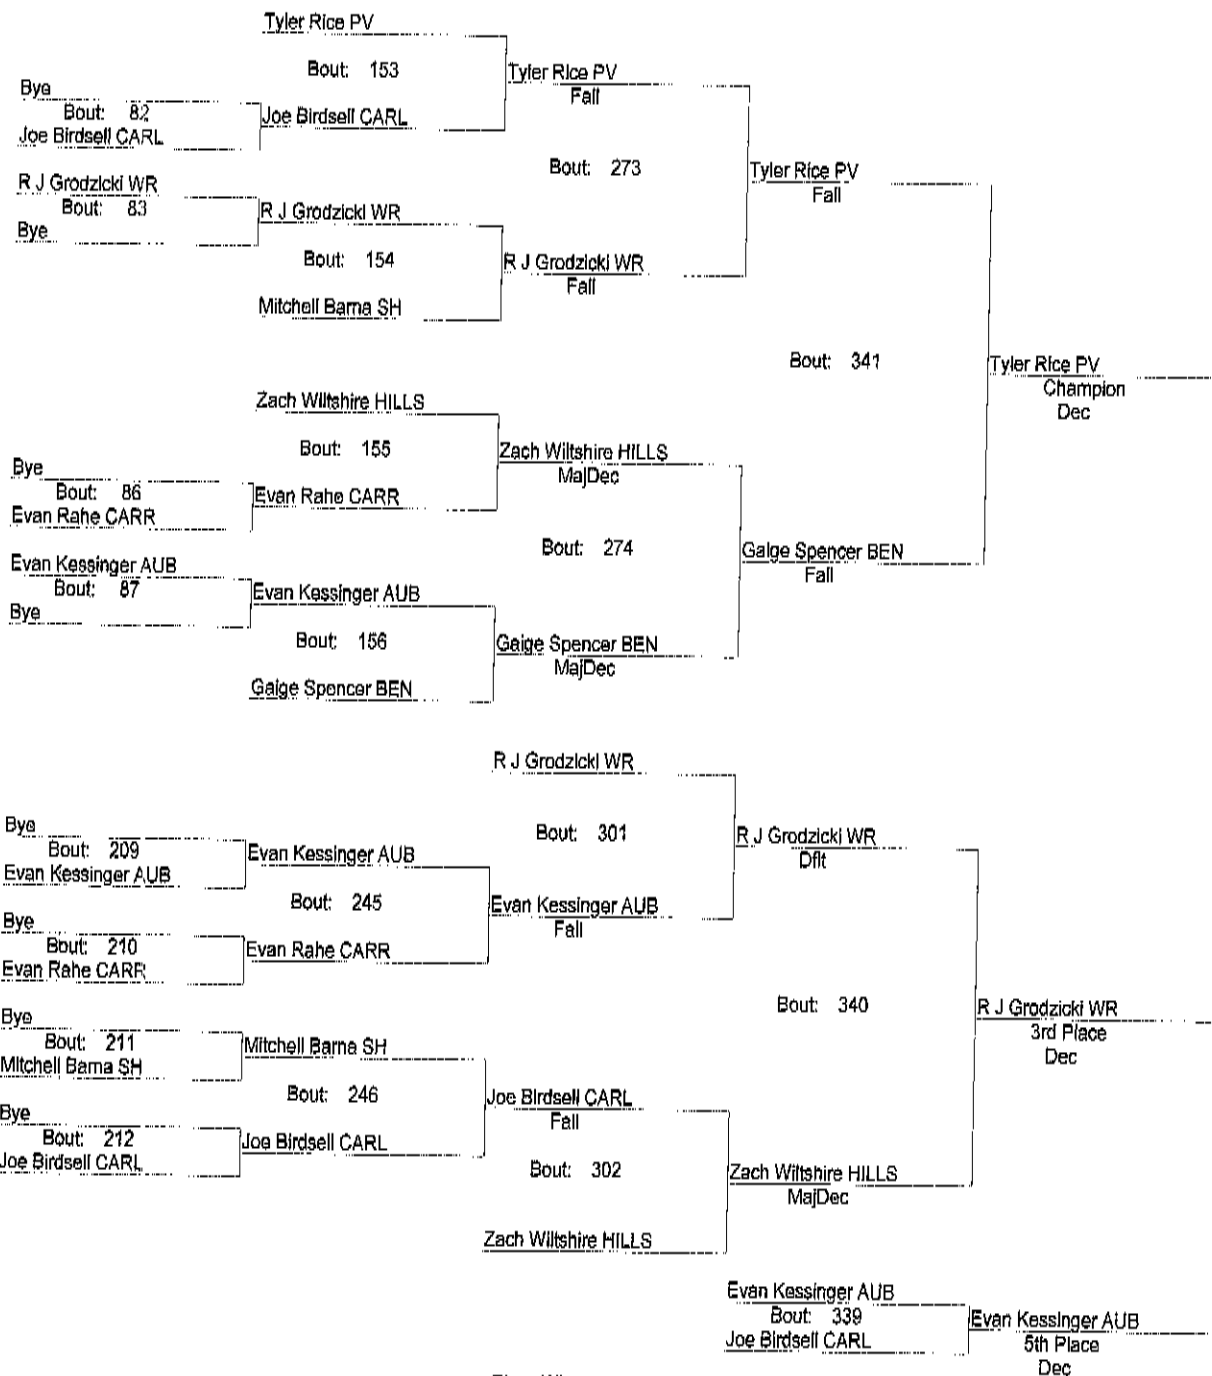 Tyler Rice PV
Bout: 153
Tyler Rice PV
Fall
Bye
Bout: 82
Joe Birdsell CARL
Joe Birdsell CARL
Bout: 273
Tyler Rice PV
Fall
R J Grodzicki WR
Bout: 83
Bye
R J Grodzicki WR
Bout: 154
R J Grodzicki WR
Fall
Mitchell Barna SH
Bout: 341
Tyler Rice PV
Champion
Dec
Zach Wiltshire HILLS
Bout: 155
Zach Wiltshire HILLS
MajDec
Bye
Bout: 86
Evan Rahe CARR
Evan Rahe CARR
Bout: 274
Gaige Spencer BEN
Fall
Evan Kessinger AUB
Bout: 87
Bye
Evan Kessinger AUB
Bout: 156
Gaige Spencer BEN
MajDec
Gaige Spencer BEN
R J Grodzicki WR
Bout: 301
R J Grodzicki WR
Dflt
Bye
Bout: 209
Evan Kessinger AUB
Evan Kessinger AUB
Bout: 245
Evan Kessinger AUB
Fall
Bye
Bout: 210
Evan Rahe CARR
Evan Rahe CARR
Bout: 340
R J Grodzicki WR
3rd Place
Dec
Bye
Bout: 211
Mitchell Barna SH
Mitchell Barna SH
Bout: 246
Joe Birdsell CARL
Fall
Bye
Bout: 212
Joe Birdsell CARL
Joe Birdsell CARL
Bout: 302
Zach Wiltshire HILLS
MajDec
Zach Wiltshire HILLS
Evan Kessinger AUB
Bout: 339
Joe Birdsell CARL
Evan Kessinger AUB
5th Place
Dec